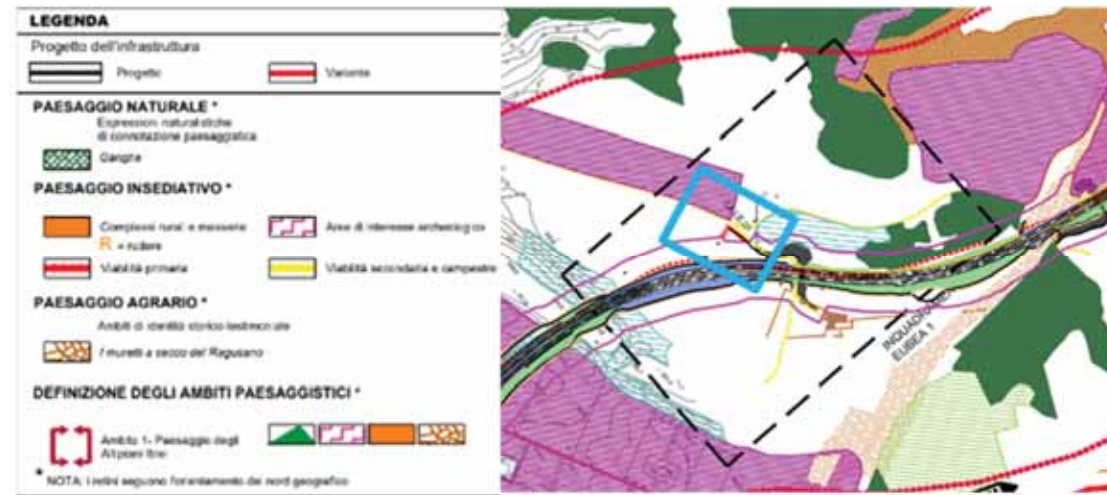 LEGENDA
Progetto dell'infrastruttura
Progetto
Variante
PAESAGGIO NATURALE *
Espressioni naturalistiche
di connotazione paesaggistica
Garighe
PAESAGGIO INSEDIATIVO *
Complessi rurali e masserie
R = rudere
Aree di interesse archeologico
Viabilità primaria
Viabilità secondaria e campestre
PAESAGGIO AGRARIO *
Ambiti di identità storico-testimoniale
I muretti a secco del Ragusano
DEFINIZIONE DEGLI AMBITI PAESAGGISTICI *
Ambito 1- Paesaggio degli
Altipiani Iblei
* NOTA: i retini seguono l'orientamento del nord geografico
EUBEA 1